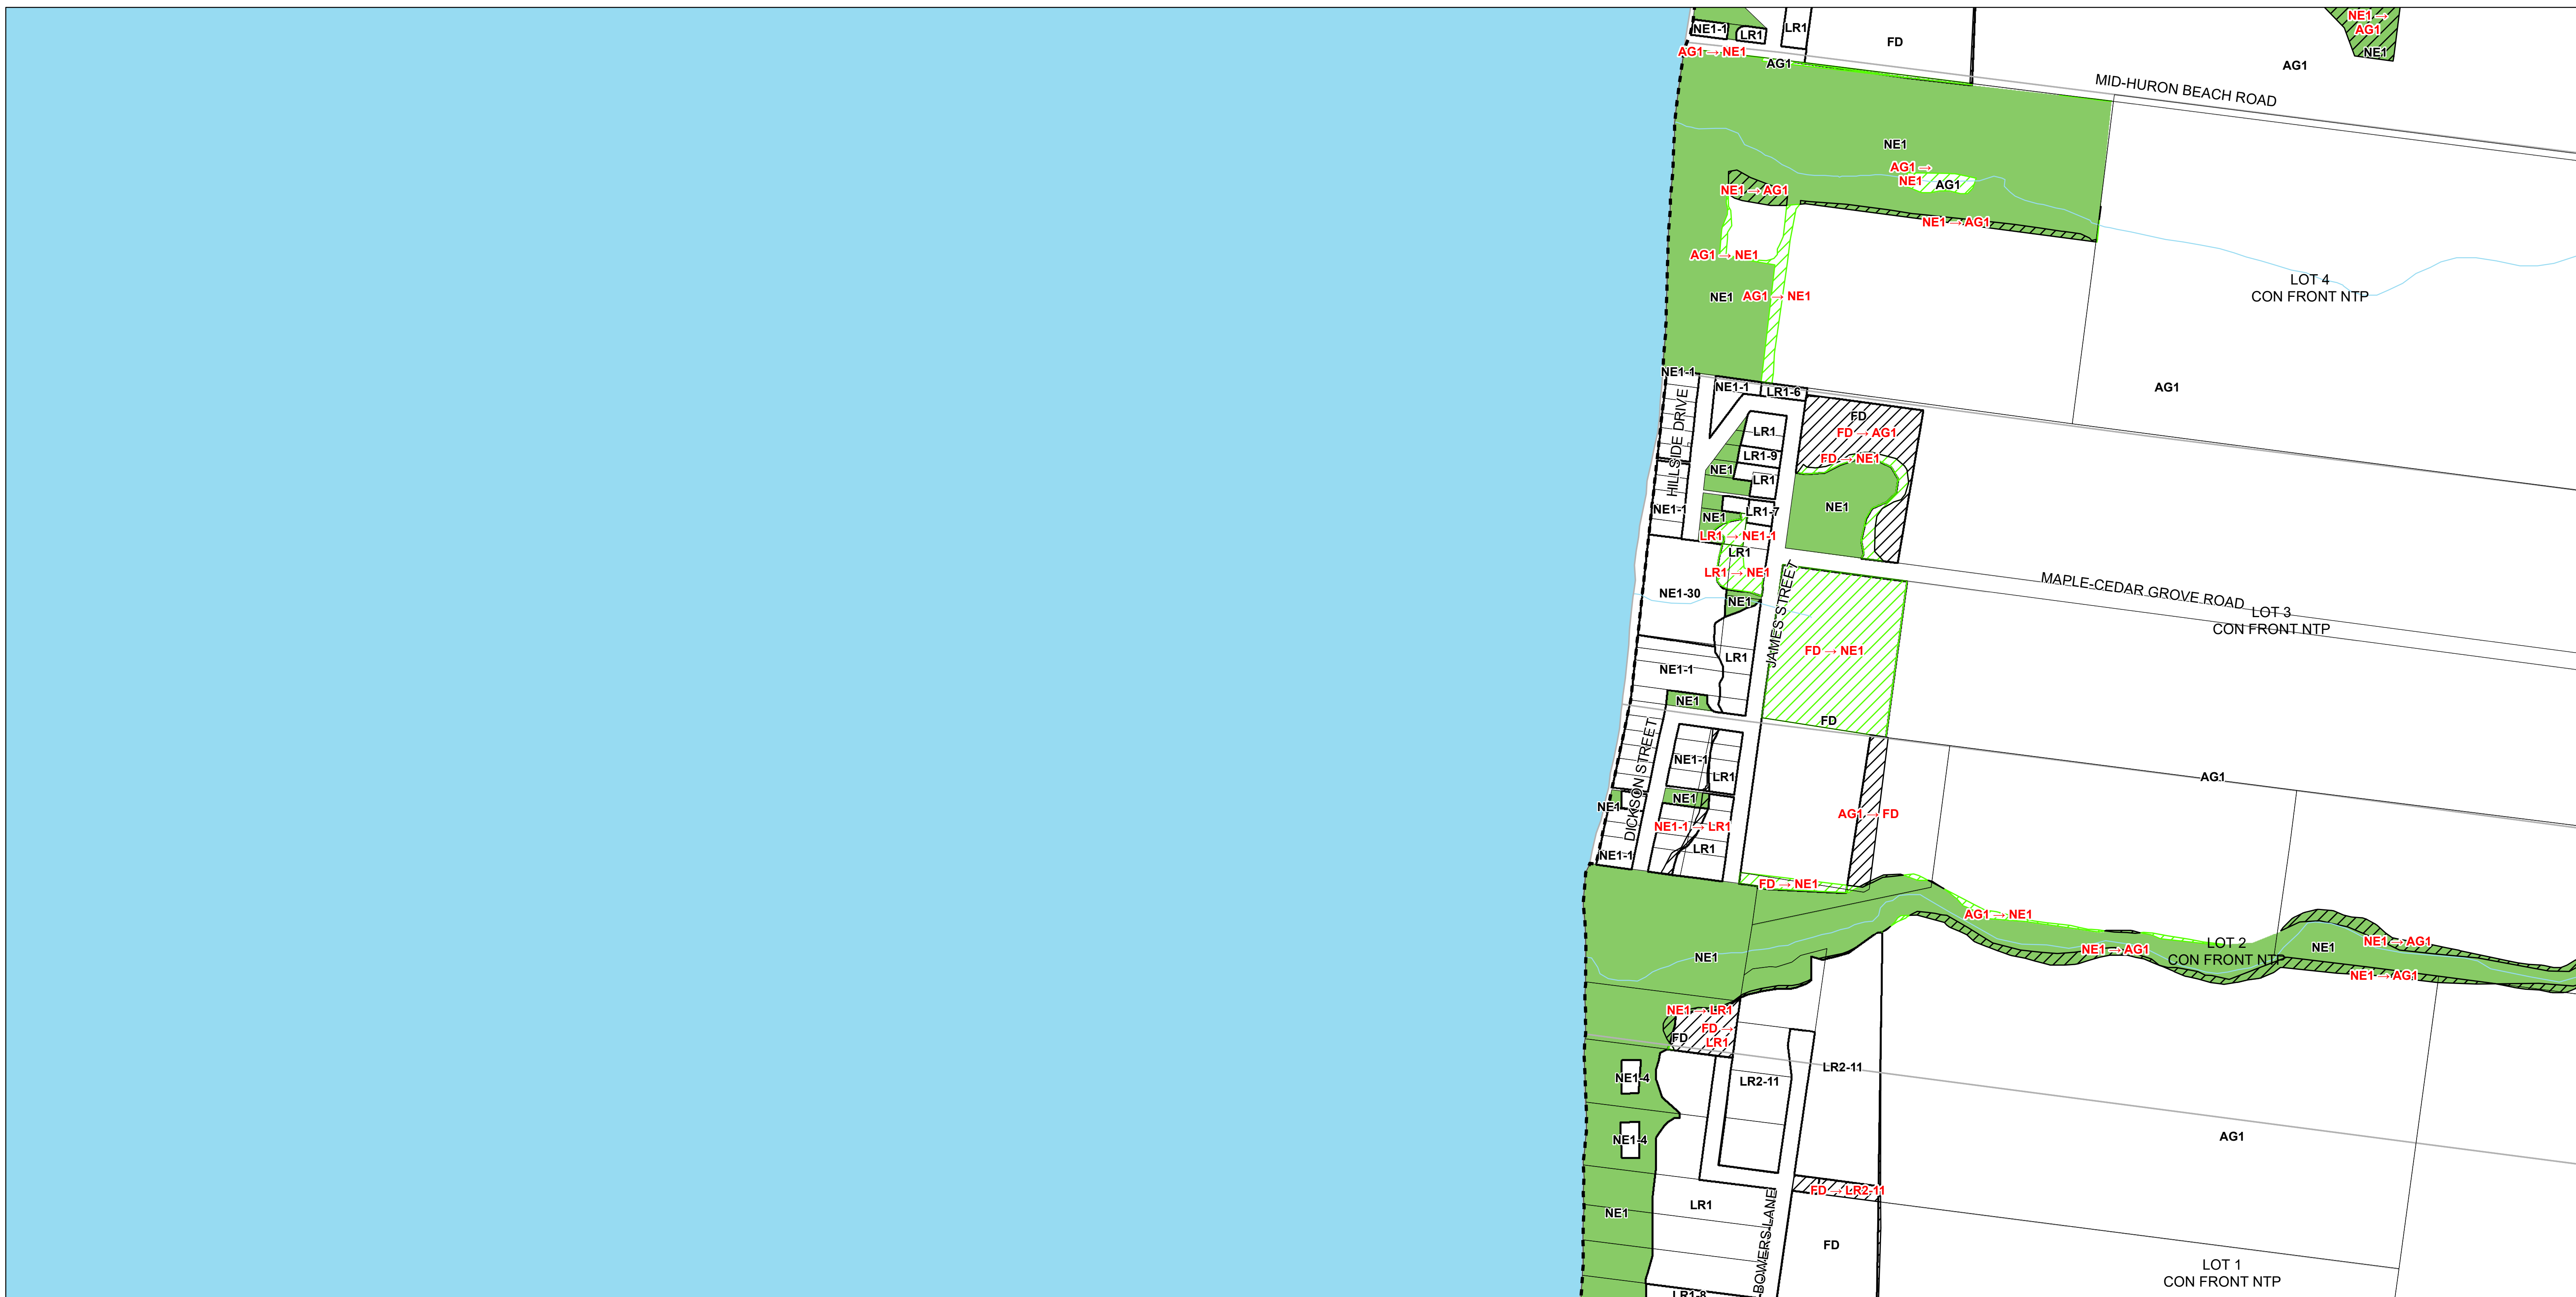 NE1 →
AG1
NE1
NE1-1
LR1
LR1
FD
AG1 → NE1
AG1
AG1
MID-HURON BEACH ROAD
NE1
AG1 →
NE1
AG1
NE1 → AG1
NE1 → AG1
AG1 → NE1
NE1
AG1 → NE1
LOT 4
CON FRONT NTP
AG1
NE1-1
NE1-1
LR1-6
HILLSIDE DRIVE
FD
FD → AG1
FD → NE1
LR1
LR1-9
NE1
LR1
NE1-1
NE1
LR1-7
NE1
LR1 → NE1-1
LR1
LR1 → NE1
NE1-30
NE1
JAMES STREET
MAPLE-CEDAR GROVE ROAD
LOT 3
CON FRONT NTP
FD → NE1
LR1
NE1-1
NE1
FD
DICKSON STREET
NE1-1
LR1
AG1
NE1
NE1
AG1 → FD
NE1-1 → LR1
LR1
NE1-1
FD → NE1
AG1 → NE1
NE1 → AG1
LOT 2
CON FRONT NTP
NE1
NE1 → AG1
NE1 → AG1
NE1
NE1 → LR1
FD →
LR1
FD
NE1-4
LR2-11
LR2-11
NE1-4
AG1
FD → LR2-11
LR1
NE1
BOWERS LANE
FD
LOT 1
CON FRONT NTP
LR1-8